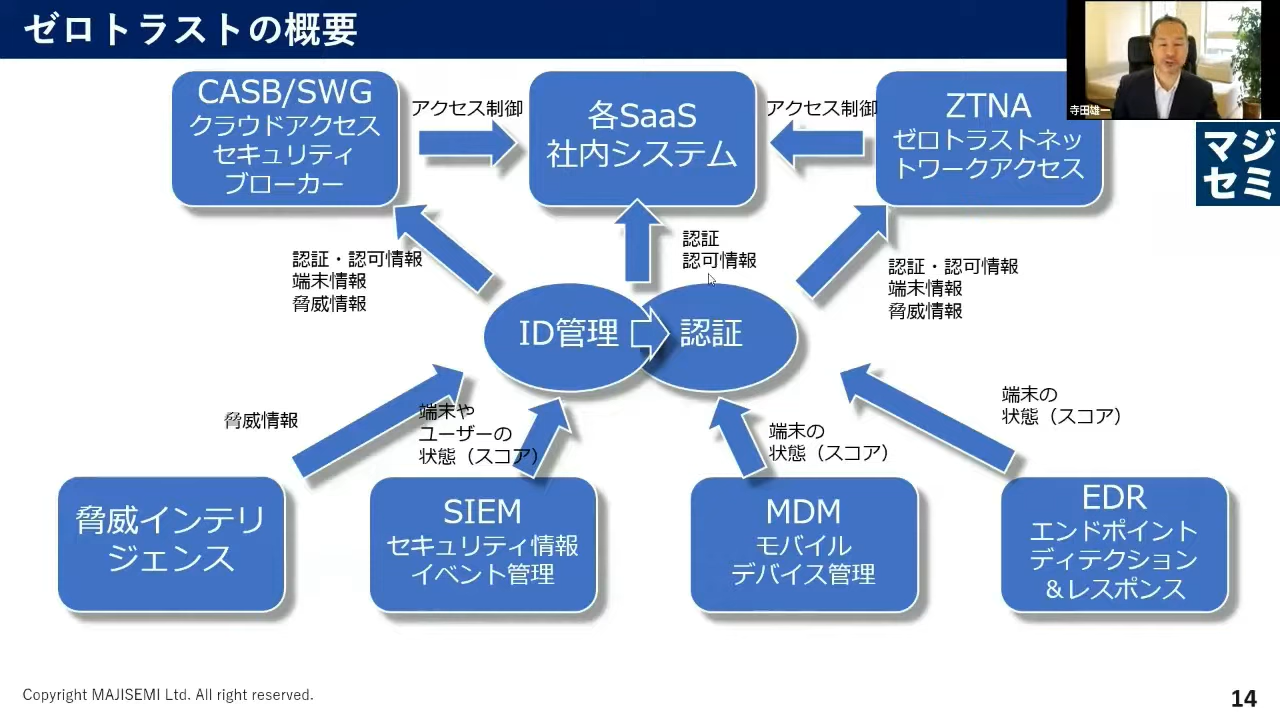 ゼロトラストの概要
寺田雄一
マジ
セミ
CASB/SWG
クラウドアクセス
セキュリティ
ブローカー
アクセス制御
各SaaS
社内システム
アクセス制御
ZTNA
ゼロトラストネッ
トワークアクセス
認証・認可情報
端末情報
脅威情報
認証
認可情報
認証・認可情報
端末情報
脅威情報
ID管理
認証
脅威情報
端末や
ユーザーの
状態（スコア）
端末の
状態（スコア）
端末の
状態（スコア）
脅威インテリ
ジェンス
SIEM
セキュリティ情報
イベント管理
MDM
モバイル
デバイス管理
EDR
エンドポイント
ディテクション
＆レスポンス
Copyright MAJISEMI Ltd. All right reserved.
14